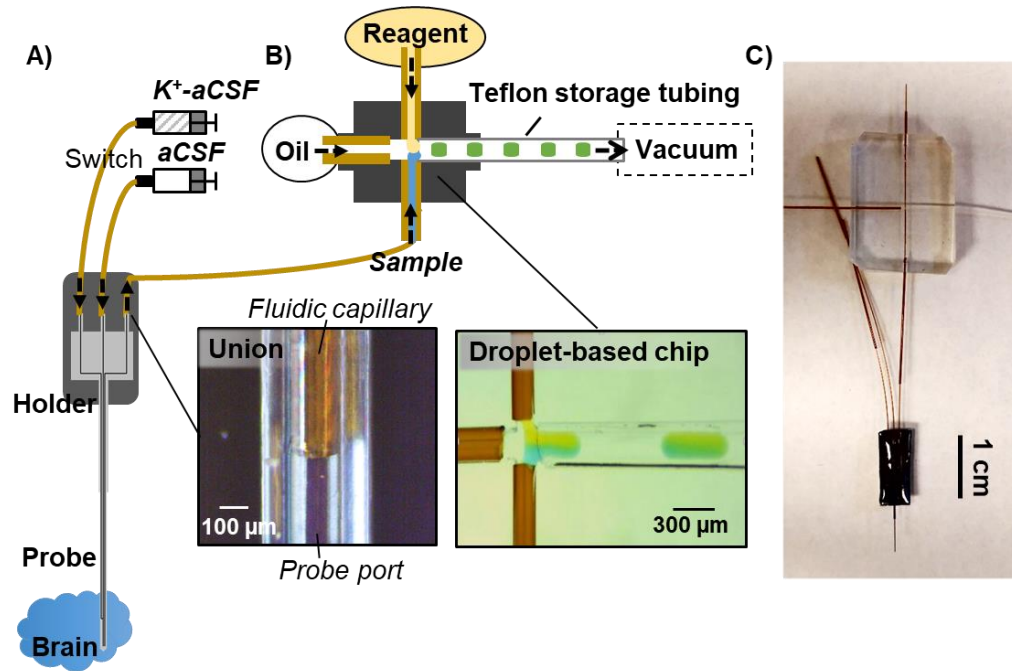 A)
K⁺-aCSF
Switch
aCSF
Holder
Probe
Brain
B)
Reagent
Teflon storage tubing
Oil
Vacuum
Sample
Fluidic capillary
Union
100 µm
Probe port
Droplet-based chip
300 µm
C)
1 cm